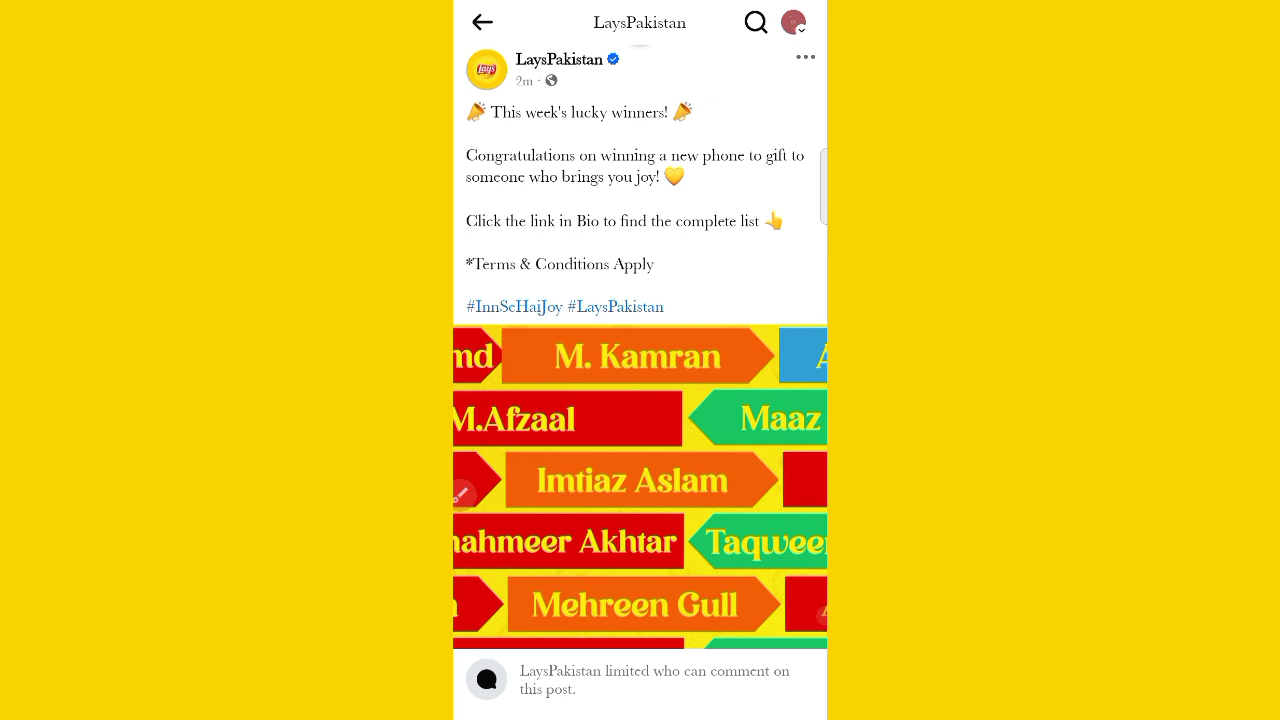 LaysPakistan
Lay's
LaysPakistan
2m ·
📣 This week's lucky winners! 📣
Congratulations on winning a new phone to gift to
someone who brings you joy! 💛
Click the link in Bio to find the complete list 👆
*Terms & Conditions Apply
#InnSeHaiJoy #LaysPakistan
M. Kamran
M.Afzaal Maaz
Imtiaz Aslam
Akhtar
Mehreen Gull
LaysPakistan limited who can comment on
this post.